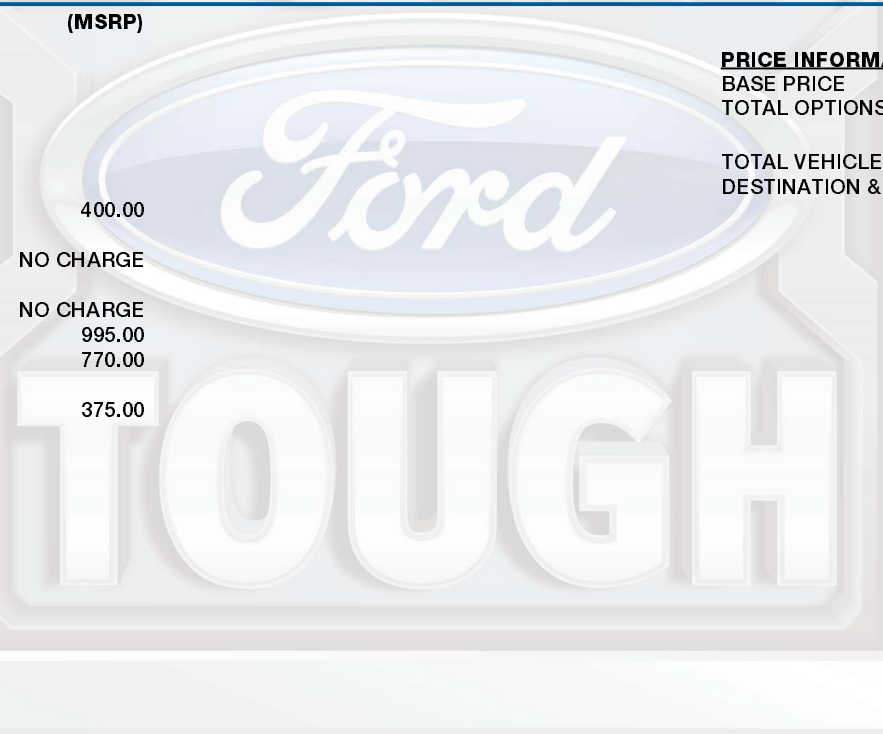 (MSRP)
400.00
NO CHARGE
NO CHARGE
995.00
770.00
375.00
PRICE INFORMA
BASE PRICE
TOTAL OPTIONS
TOTAL VEHICLE
DESTINATION &
Ford
TOUGH